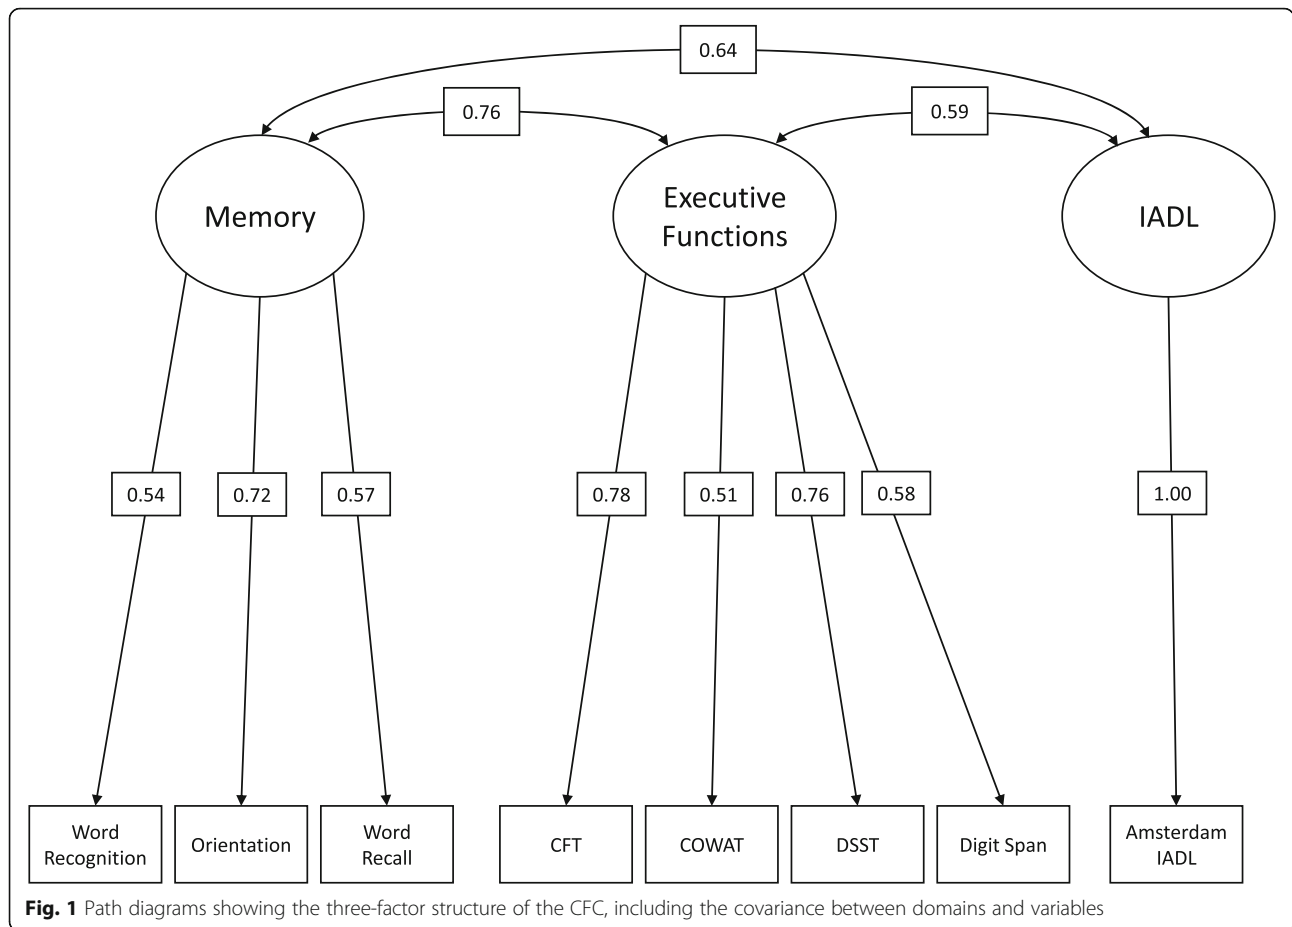 0.64
0.76
0.59
Memory
Executive
Functions
IADL
0.54
0.72
0.57
0.78
0.51
0.76
0.58
1.00
Word
Recognition
Orientation
Word
Recall
CFT
COWAT
DSST
Digit Span
Amsterdam
IADL
Fig. 1 Path diagrams showing the three-factor structure of the CFC, including the covariance between domains and variables